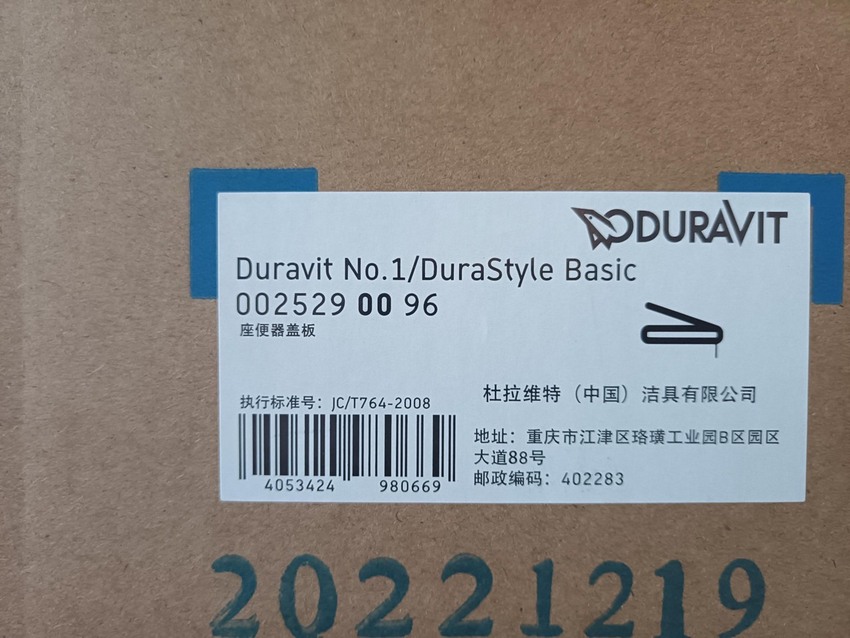 DURAVIT
Duravit No.1/DuraStyle Basic
002529 00 96
座便器盖板
执行标准号：JC/T764-2008
4053424 980669
杜拉维特（中国）洁具有限公司
地址：重庆市江津区珞璜工业园B区园区
大道88号
邮政编码：402283
20221219